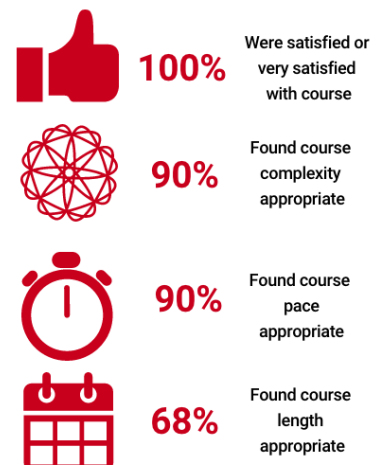 100%
Were satisfied or
very satisfied
with course
90%
Found course
complexity
appropriate
90%
Found course
pace
appropriate
68%
Found course
length
appropriate